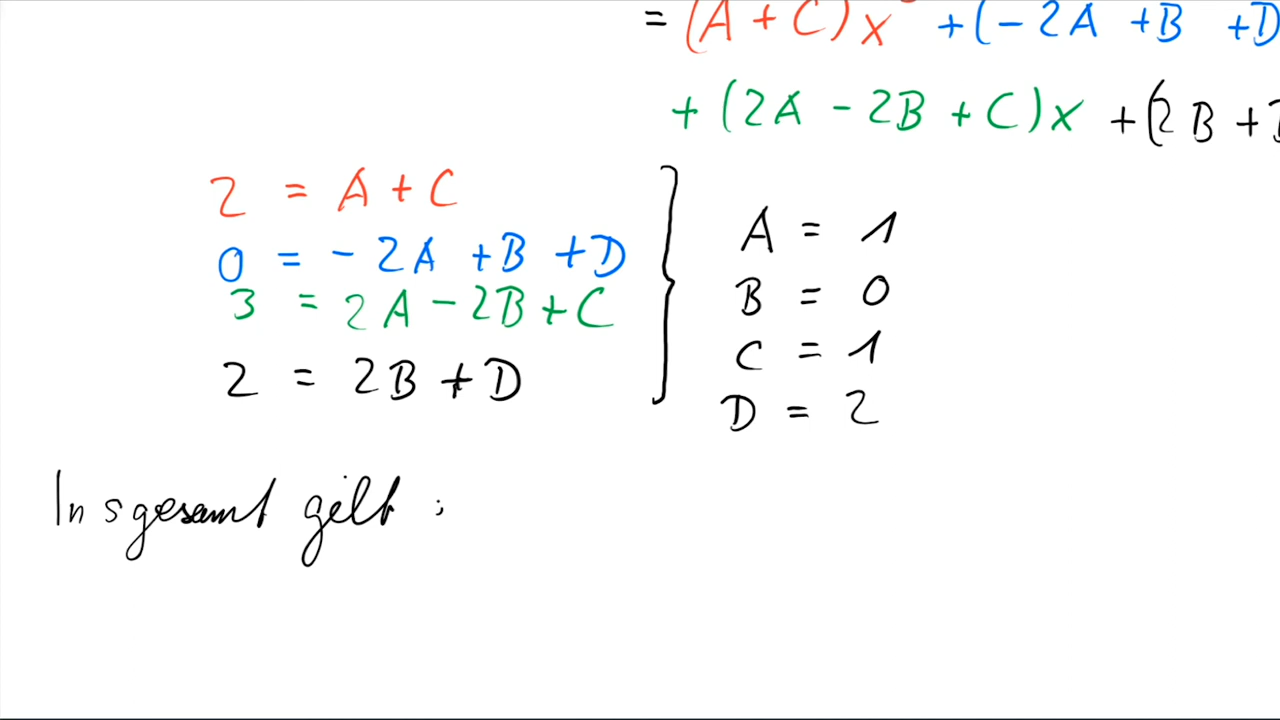 = (A + C) x + (-2A + B + D
+ (2A - 2B + C) x + (2B +
2 = A + C
0 = -2A + B + D
3 = 2A - 2B + C
2 = 2B + D
A = 1
B = 0
C = 1
D = 2
Insgesamt gilt :